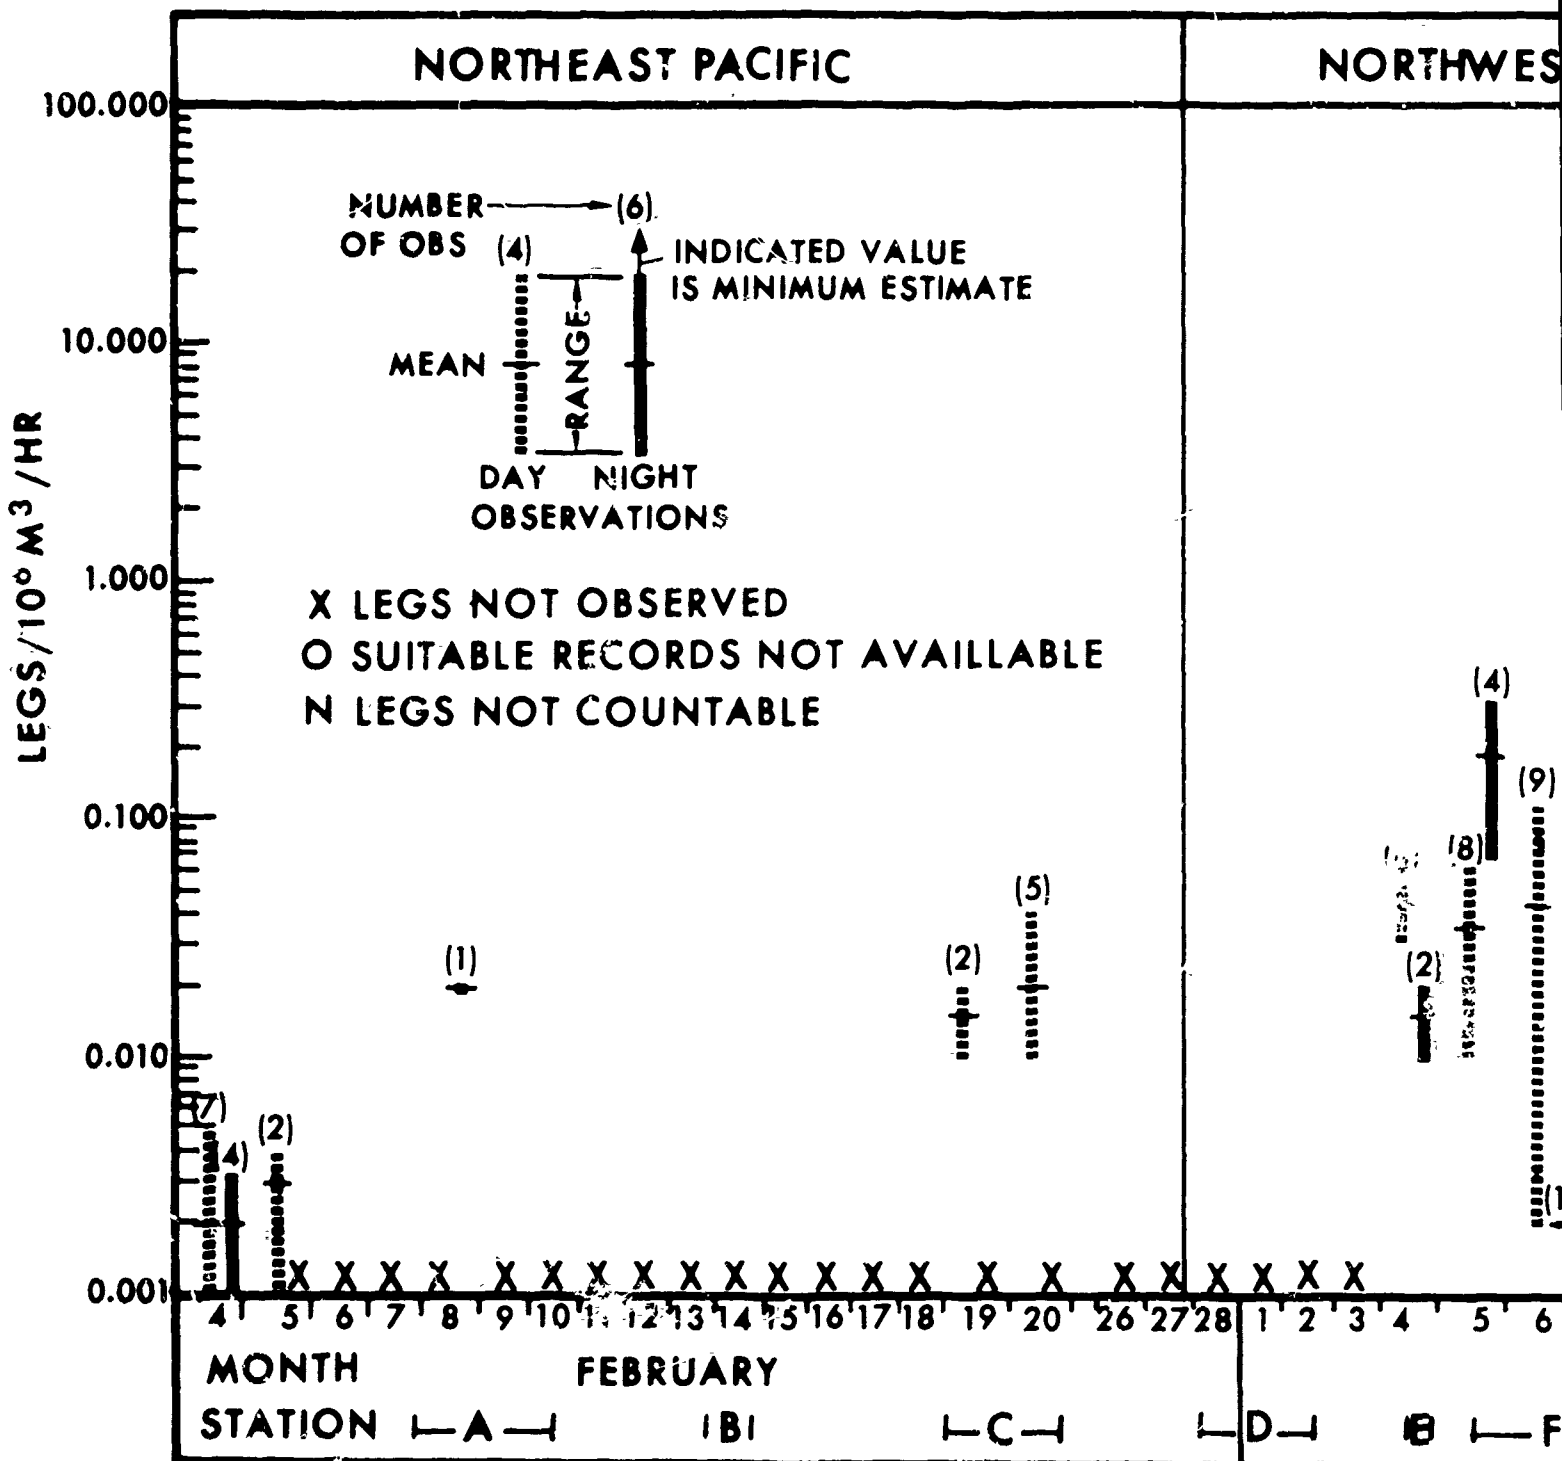 NORTHEAST PACIFIC
NORTHWES
100.000
NUMBER (6)
OF OBS (4)
INDICATED VALUE
IS MINIMUM ESTIMATE
10.000
MEAN
RANGE
DAY NIGHT
OBSERVATIONS
LEGS/10⁰ M³/HR
1.000
X LEGS NOT OBSERVED
O SUITABLE RECORDS NOT AVAILLABLE
N LEGS NOT COUNTABLE
(4)
(9)
0.100
(8)
(5)
(1) (2) (2)
0.010
(7) (2)
(4)
(1
0.001
X X X X X X X X X X X X X X X X X X X X X X
4 5 6 7 8 9 10 11 12 13 14 15 16 17 18 19 20 26 27 28 1 2 3 4 5 6
MONTH FEBRUARY
STATION A B C D F